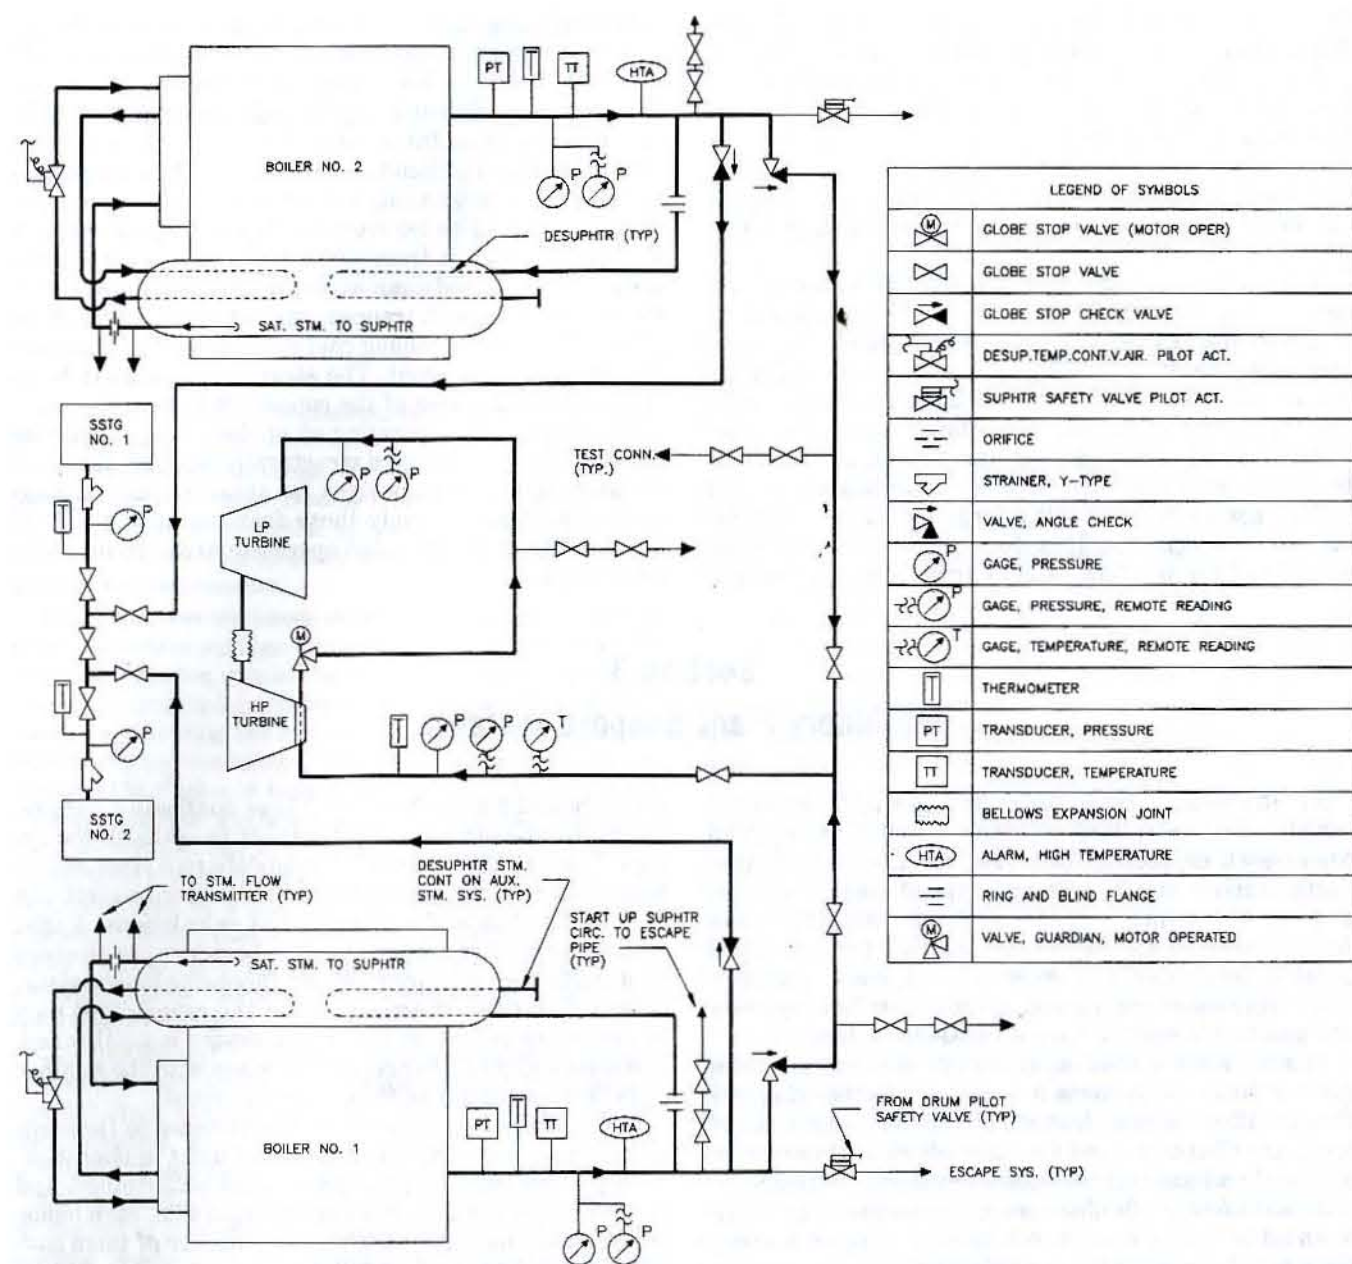 PT
TT
HTA
P
P
BOILER NO. 2
DESUPHTR (TYP)
SAT. STM. TO SUPHTR
SSTG
NO. 1
P
P
P
LP
TURBINE
TEST CONN.
(TYP.)
M
HP
TURBINE
P
P
P
T
SSTG
NO. 2
TO STM. FLOW
TRANSMITTER (TYP)
DESUPHTR STM.
CONT ON AUX.
STM. SYS. (TYP)
START UP SUPHTR
CIRC. TO ESCAPE
PIPE
(TYP)
SAT. STM. TO SUPHTR
BOILER NO. 1
PT
TT
HTA
P
P
FROM DRUM PILOT
SAFETY VALVE (TYP)
ESCAPE SYS. (TYP)
LEGEND OF SYMBOLS
M
GLOBE STOP VALVE (MOTOR OPER)
GLOBE STOP VALVE
GLOBE STOP CHECK VALVE
DESUP.TEMP.CONT.V.AIR. PILOT ACT.
SUPHTR SAFETY VALVE PILOT ACT.
ORIFICE
STRAINER, Y-TYPE
VALVE, ANGLE CHECK
P
GAGE, PRESSURE
P
GAGE, PRESSURE, REMOTE READING
T
GAGE, TEMPERATURE, REMOTE READING
THERMOMETER
PT
TRANSDUCER, PRESSURE
TT
TRANSDUCER, TEMPERATURE
BELLOWS EXPANSION JOINT
HTA
ALARM, HIGH TEMPERATURE
RING AND BLIND FLANGE
M
VALVE, GUARDIAN, MOTOR OPERATED